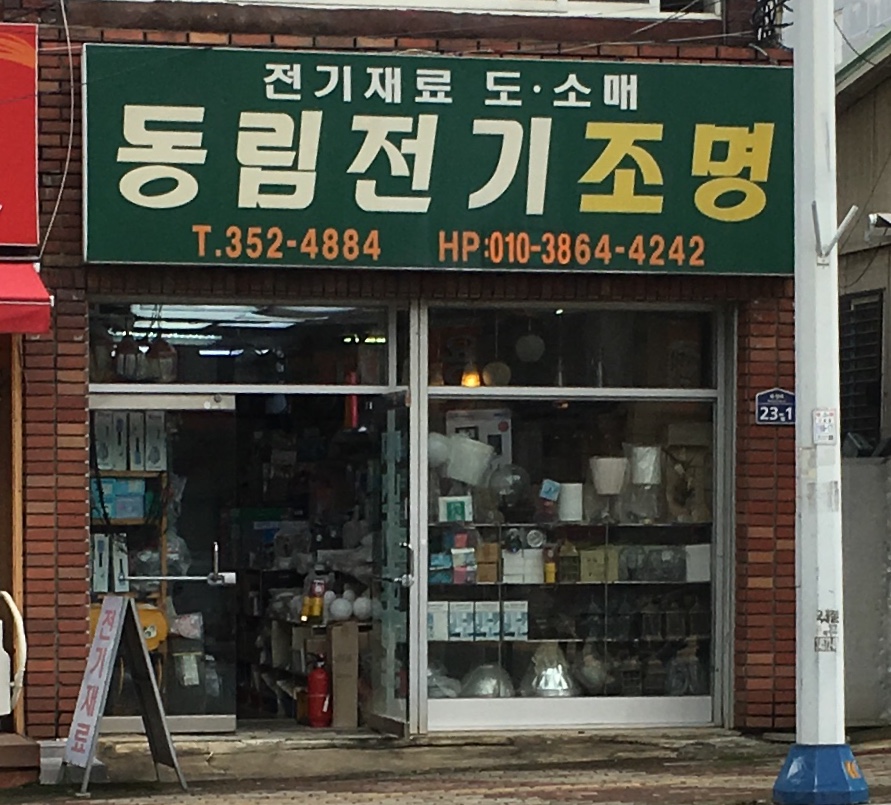 전기재료 도·소매
동림전기조명
T.352-4884 HP:010-3864-4242
23-1
전기재료